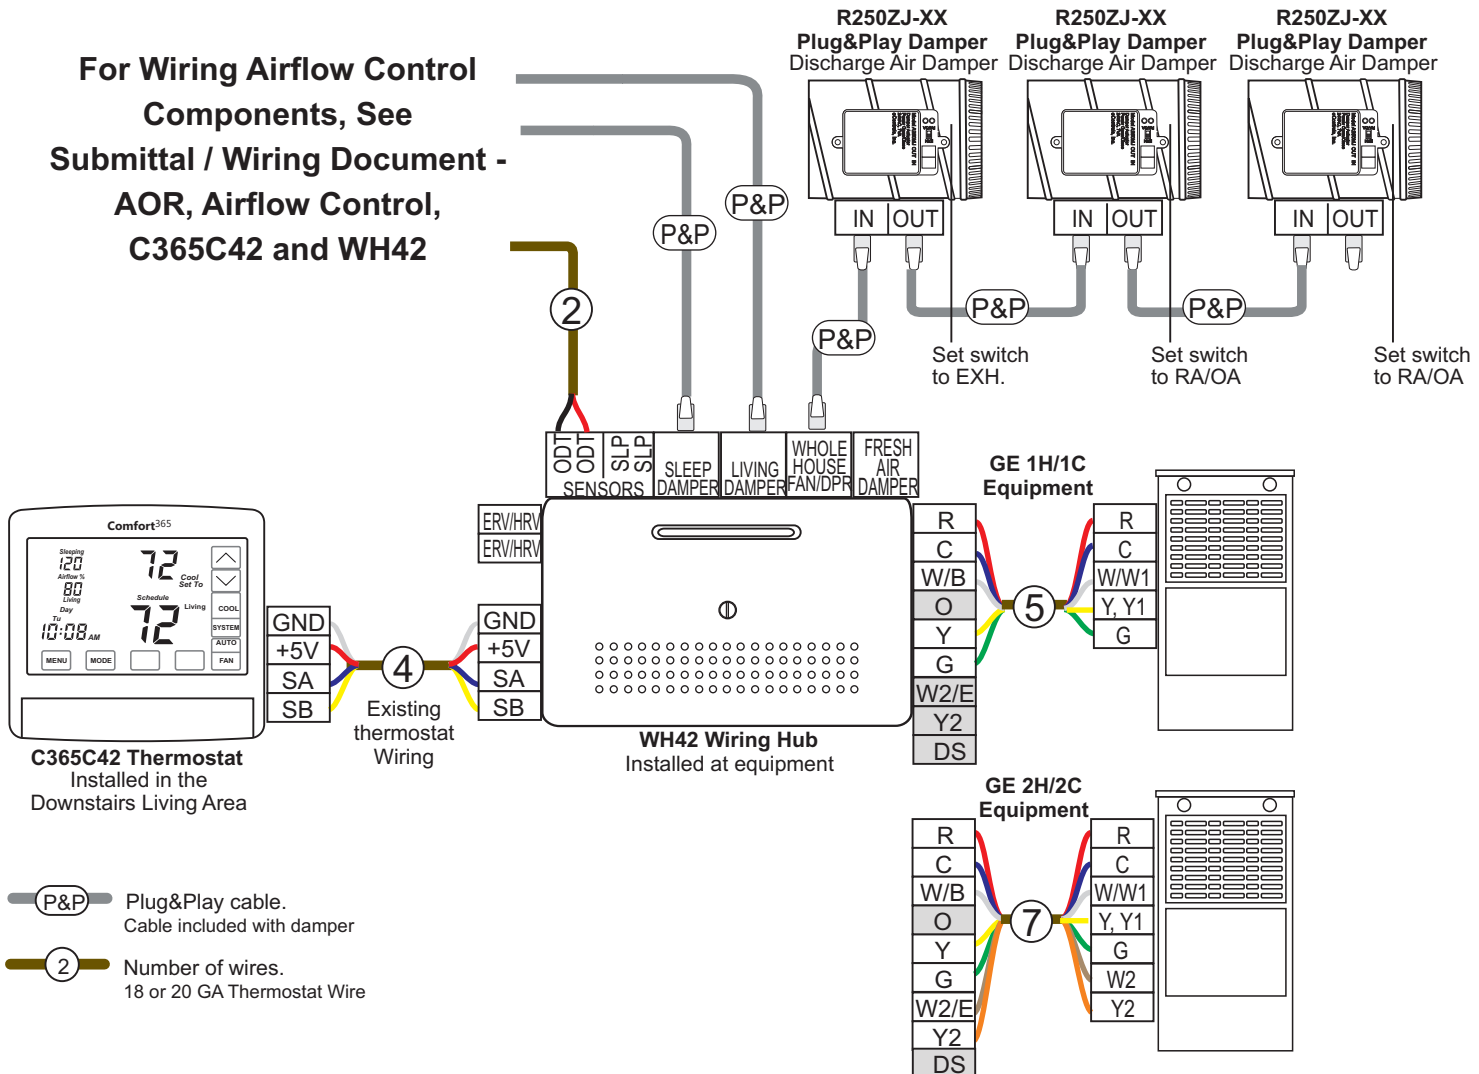 For Wiring Airflow Control
Components, See
Submittal / Wiring Document -
AOR, Airflow Control,
C365C42 and WH42
R250ZJ-XX
Plug&Play Damper
Discharge Air Damper
R250ZJ-XX
Plug&Play Damper
Discharge Air Damper
R250ZJ-XX
Plug&Play Damper
Discharge Air Damper
IN OUT
IN OUT
IN OUT
P&P
P&P
P&P
P&P
P&P
2
Set switch
to EXH.
Set switch
to RA/OA
Set switch
to RA/OA
ODT
ODT
SLP
SLP
SENSORS
SLEEP
DAMPER
LIVING
DAMPER
WHOLE
HOUSE
FAN/DPR
FRESH
AIR
DAMPER
ERV/HRV
ERV/HRV
Comfort365
Sleeping
120
Airflow %
80
Living
Day
Tu
10:08 AM
72
Cool
Set To
Schedule
72
Living
COOL
SYSTEM
AUTO
FAN
MENU
MODE
GND
+5V
SA
SB
4
Existing
thermostat
Wiring
GND
+5V
SA
SB
C365C42 Thermostat
Installed in the
Downstairs Living Area
WH42 Wiring Hub
Installed at equipment
GE 1H/1C
Equipment
R
C
W/B
O
Y
G
W2/E
Y2
DS
5
R
C
W/W1
Y, Y1
G
GE 2H/2C
Equipment
R
C
W/B
O
Y
G
W2/E
Y2
DS
7
R
C
W/W1
Y, Y1
G
W2
Y2
P&P
Plug&Play cable.
Cable included with damper
2
Number of wires.
18 or 20 GA Thermostat Wire